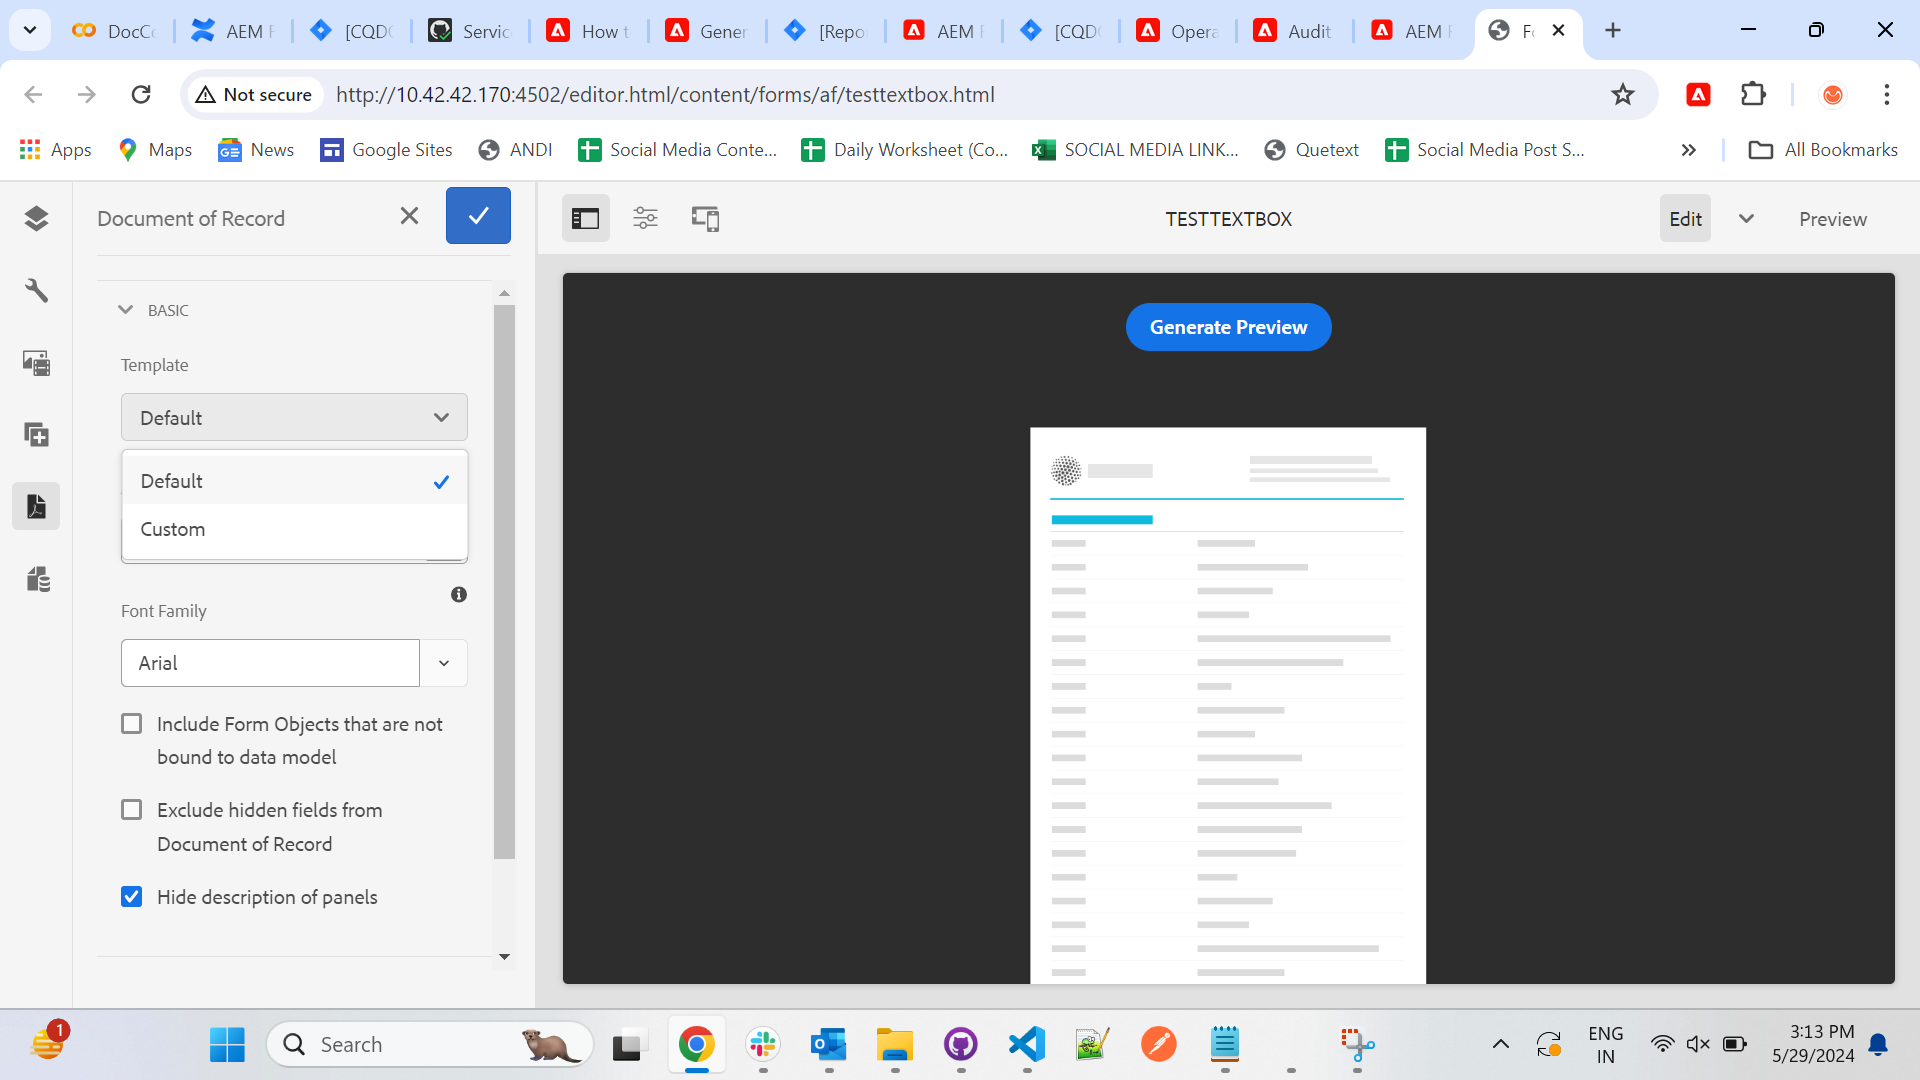 DocCo
AEM F
[CQDO
Servic
How t
Gener
[Repo
AEM F
[CQDO
Opera
Audit
AEM F
Fo
Not secure
http://10.42.42.170:4502/editor.html/content/forms/af/testtextbox.html
Apps
Maps
News
Google Sites
ANDI
Social Media Conte...
Daily Worksheet (Co...
SOCIAL MEDIA LINK...
Quetext
Social Media Post S...
»
All Bookmarks
Document of Record
TESTTEXTBOX
Edit
Preview
BASIC
Generate Preview
Template
Default
Default
Custom
Font Family
Arial
Include Form Objects that are not
bound to data model
Exclude hidden fields from
Document of Record
Hide description of panels
1
Search
ENG
IN
3:13 PM
5/29/2024